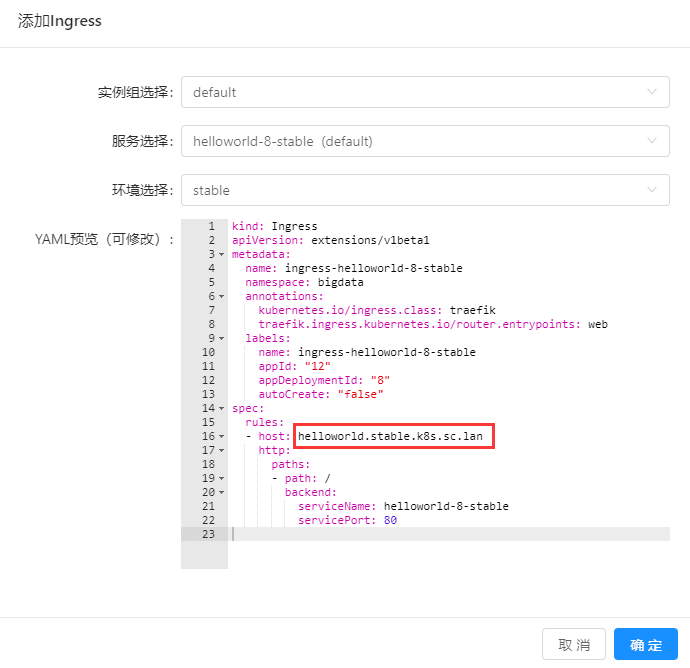 添加Ingress
实例组选择: default
服务选择: helloworld-8-stable (default)
环境选择: stable
YAML预览（可修改）:
1 kind: Ingress
2 apiVersion: extensions/v1beta1
3 metadata:
4   name: ingress-helloworld-8-stable
5   namespace: bigdata
6   annotations:
7     kubernetes.io/ingress.class: traefik
8     traefik.ingress.kubernetes.io/router.entrypoints: web
9   labels:
10     name: ingress-helloworld-8-stable
11     appId: "12"
12     appDeploymentId: "8"
13     autoCreate: "false"
14 spec:
15   rules:
16   - host: helloworld.stable.k8s.sc.lan
17     http:
18       paths:
19       - path: /
20         backend:
21           serviceName: helloworld-8-stable
22           servicePort: 80
23
取 消 确 定